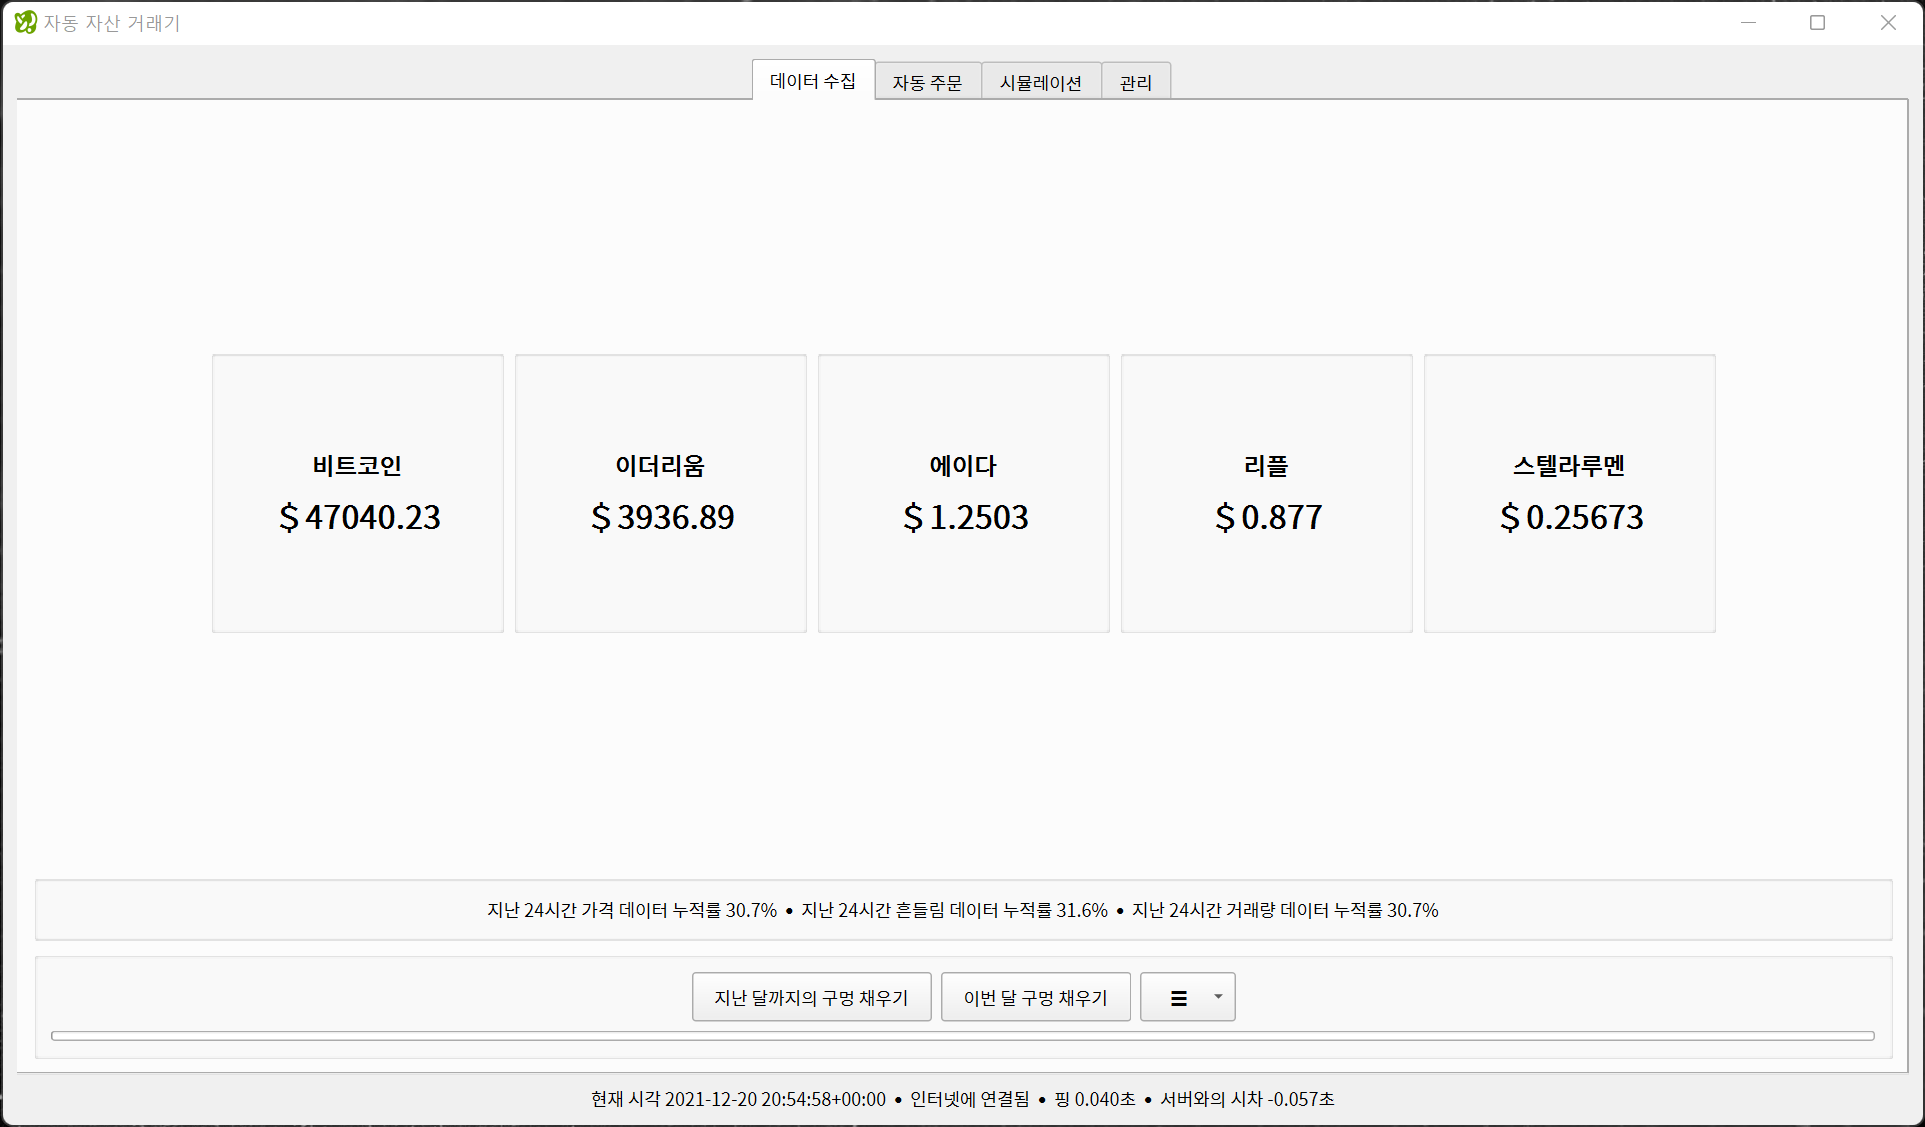 자동 자산 거래기
데이터 수집 자동 주문 시뮬레이션 관리
비트코인
$ 47040.23
이더리움
$ 3936.89
에이다
$ 1.2503
리플
$ 0.877
스텔라루멘
$ 0.25673
지난 24시간 가격 데이터 누적률 30.7% • 지난 24시간 흔들림 데이터 누적률 31.6% • 지난 24시간 거래량 데이터 누적률 30.7%
지난 달까지의 구멍 채우기 이번 달 구멍 채우기
현재 시각 2021-12-20 20:54:58+00:00 • 인터넷에 연결됨 • 핑 0.040초 • 서버와의 시차 -0.057초